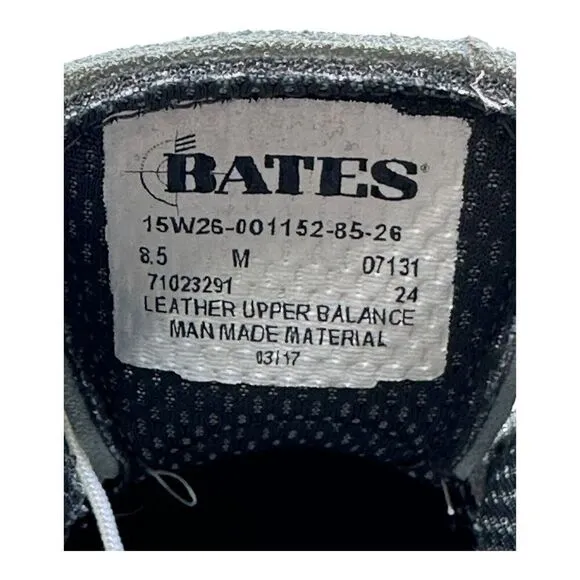 BATES®
15W26-001152-85-26
8.5 M 07131
71023291 24
LEATHER UPPER BALANCE
MAN MADE MATERIAL
03/17